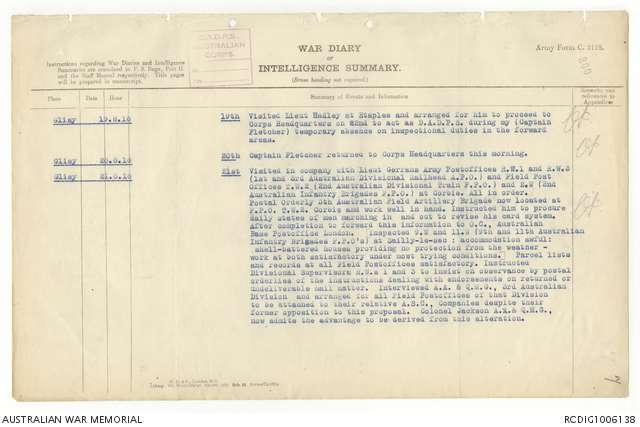 D.A.D.P.S.,
AUSTRALIAN
CORPS.
WAR DIARY
OF
INTELLIGENCE SUMMARY.
(Erase heading not required.)
Army Form C. 2118.
Instructions regarding War Diaries and Intelligence
Summaries are contained in F. S. Regs., Part II.
and the Staff Manual respectively. Title pages
will be prepared in manuscript.
Place
Date
Hour
Summary of Events and Information
Remarks and
reference to
Appendices
Glisy 19.8.18 19th Visited Lieut Hadley at Etaples and arranged for him to proceed to
Corps Headquarters on 22nd to act as D.A.D.P.S. during my (Captain
Fletcher) temporary absence on inspectional duties in the forward
areas.
Glisy 20.8.18 20th Captain Fletcher returned to Corps Headquarters this morning.
Glisy 21.8.18 21st Visited in company with Lieut Gerrans Army Postoffices R.W.1 and R.W.3
(1st and 3rd Australian Divisional Railhead A.P.O.) and Field Post
Offices T.W.2 (2nd Australian Divisional Train F.P.O.) and
Australian Infantry Brigades F.P.O.) at Corbie. All in order.
Postal Orderly 5th Australian Field Artillery Brigade now located at
F.P.O. T.W.2. Corbie and work well in hand. Instructed him to procure
daily states of men marching in and out to revise his card system.
After completion to forward this information to O.C., Australian
Base Postoffice London. Inspected 9.W and 11.W (9th and 11th Australian
Infantry Brigades F.P.O's) at Sailly-le-sec : accommodation awful:
shell-battered houses providing no protection from the weather -
work at both satisfactory under most trying conditions. Parcel lists
and records at all Field Postoffices satisfactory. Instructed
Divisional Supervisors R.W.s 1 and 3 to insist on observance by postal
orderlies of the instructions dealing with endorsements on returned or
undeliverable mail matter. Interviewed A.A. & Q.M.G., 3rd Australian
Division and arranged for all Field Postoffices of that Division
to be attached to their relative A.S.C. Companies despite their
former opposition to this proposal. Colonel Jackson A.A.& Q.M.G.,
now admits the advantage to be derived from this alteration.
AUSTRALIAN WAR MEMORIAL
RCDIG1006138